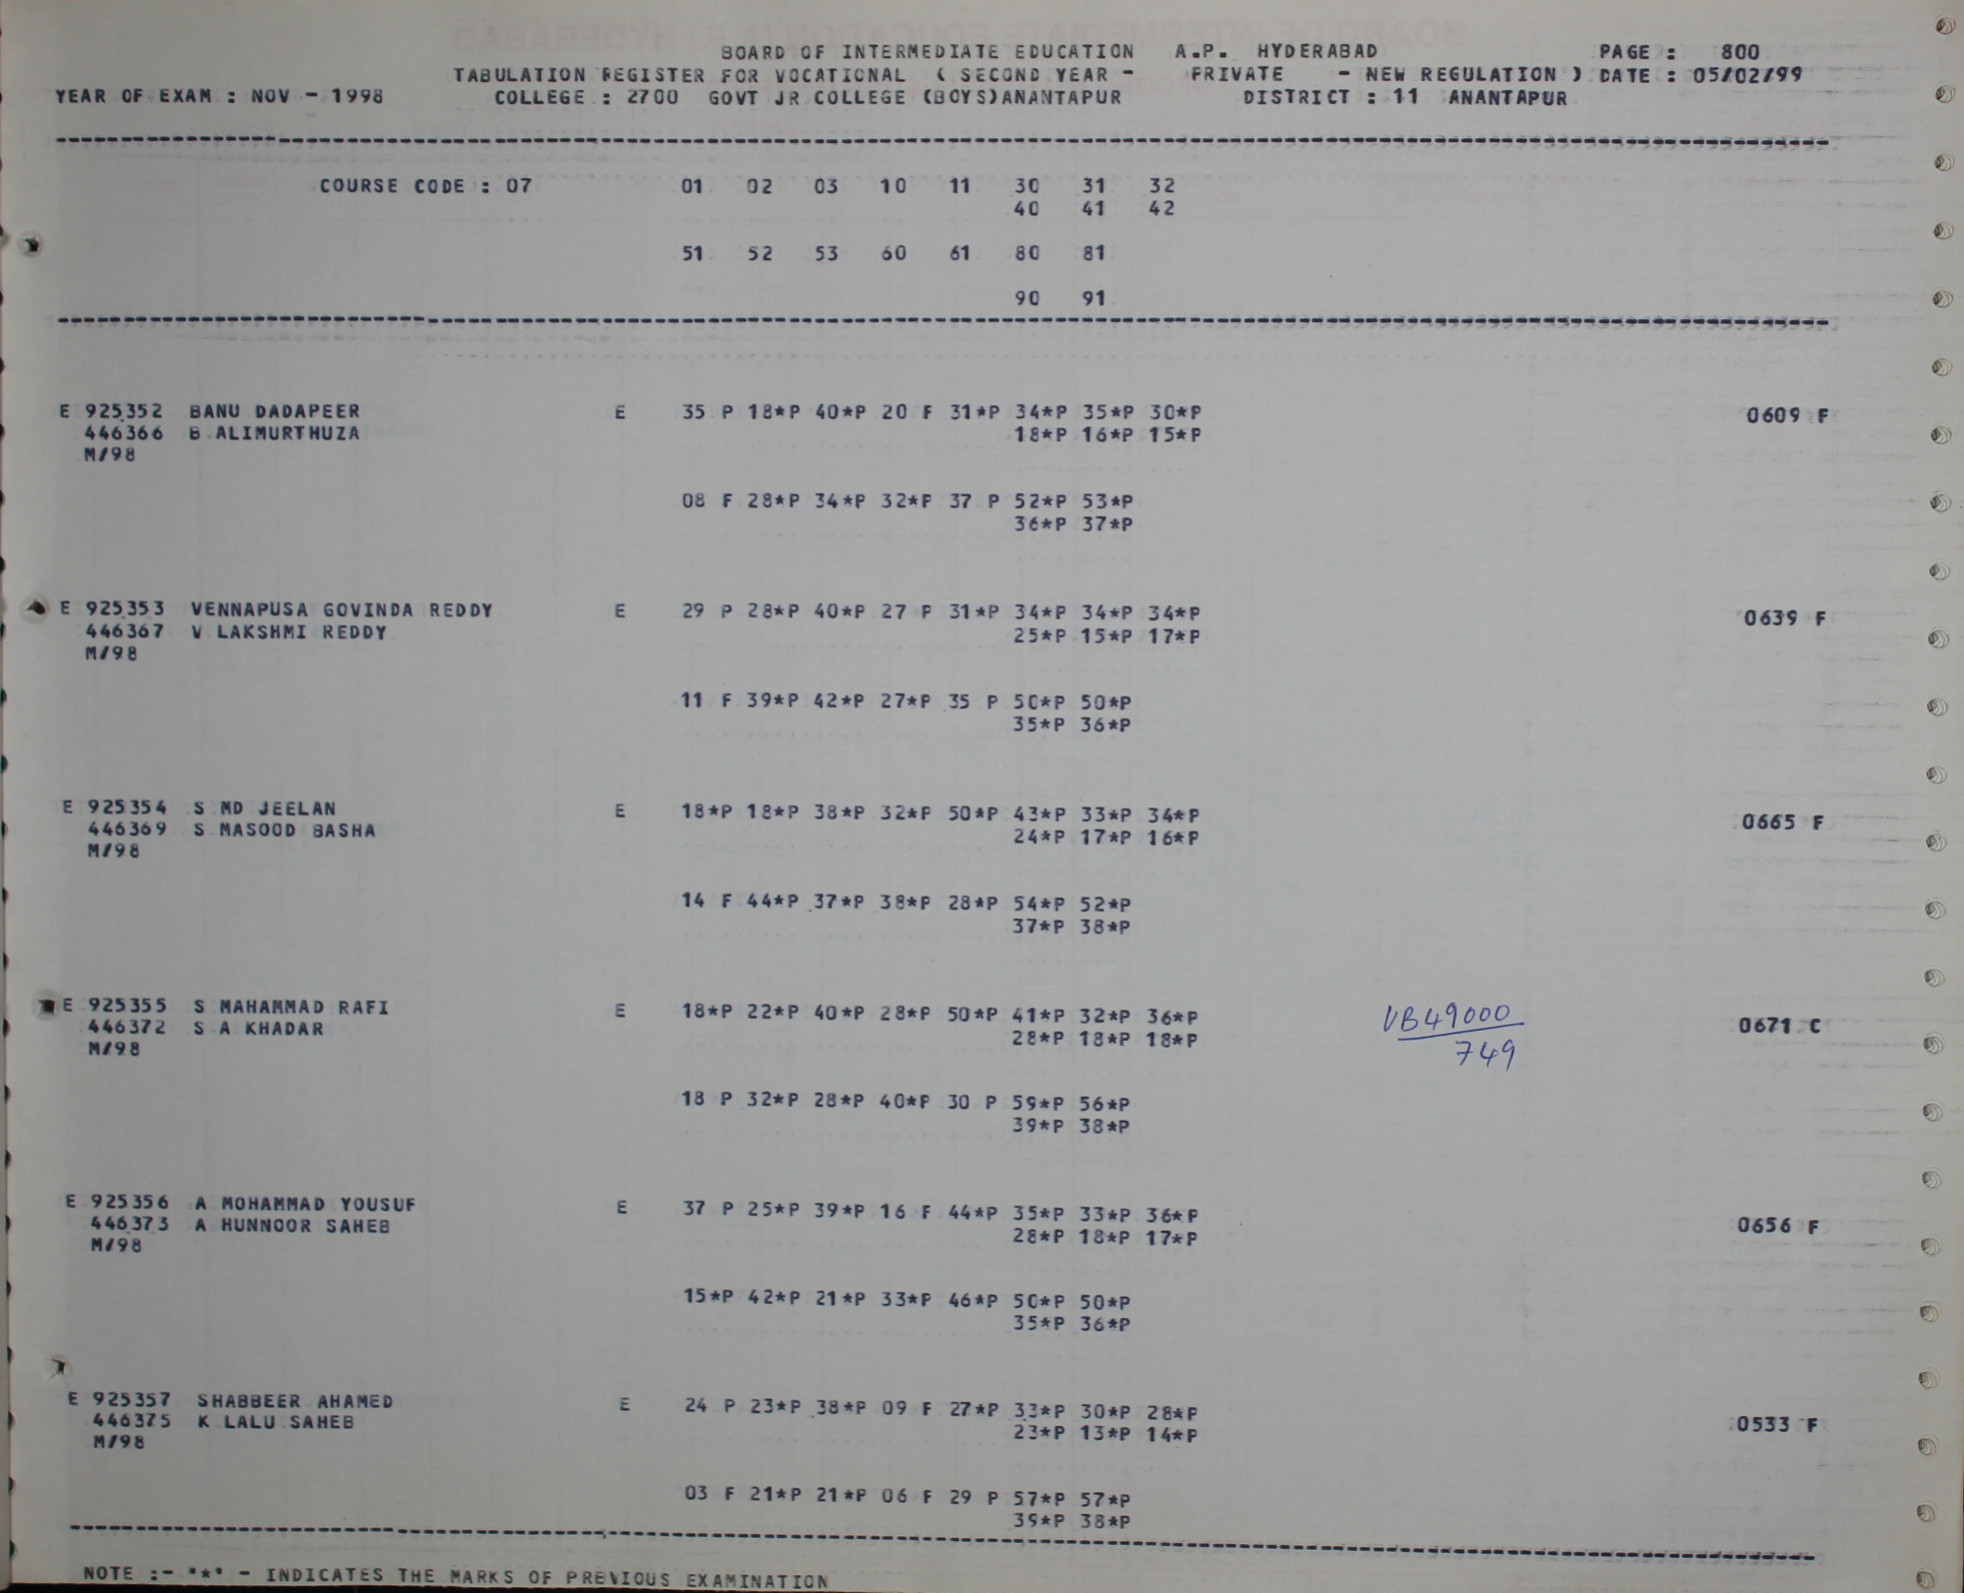 BOARD OF INTERMEDIATE EDUCATION A.P. HYDERABAD PAGE : 800
TABULATION REGISTER FOR VOCATIONAL ( SECOND YEAR - PRIVATE - NEW REGULATION ) DATE : 05/02/99
YEAR OF EXAM : NOV - 1998 COLLEGE : 2700 GOVT JR COLLEGE (BOYS)ANANTAPUR DISTRICT : 11 ANANTAPUR
COURSE CODE : 07 01 02 03 10 11 30 31 32
40 41 42
51 52 53 60 61 80 81
90 91
E 925352 BANU DADAPEER E 35 P 18*P 40*P 20 F 31*P 34*P 35*P 30*P 0609 F
446366 B ALIMURTHUZA 18*P 16*P 15*P
M/98
08 F 28*P 34*P 32*P 37 P 52*P 53*P
36*P 37*P
E 925353 VENNAPUSA GOVINDA REDDY E 29 P 28*P 40*P 27 P 31*P 34*P 34*P 34*P 0639 F
446367 V LAKSHMI REDDY 25*P 15*P 17*P
M/98
11 F 39*P 42*P 27*P 35 P 50*P 50*P
35*P 36*P
E 925354 S MD JEELAN E 18*P 18*P 38*P 32*P 50*P 43*P 33*P 34*P 0665 F
446369 S MASOOD BASHA 24*P 17*P 16*P
M/98
14 F 44*P 37*P 38*P 28*P 54*P 52*P
37*P 38*P
E 925355 S MAHAMMAD RAFI E 18*P 22*P 40*P 28*P 50*P 41*P 32*P 36*P VB49000 0671 C
446372 S A KHADAR 28*P 18*P 18*P 749
M/98
18 P 32*P 28*P 40*P 30 P 59*P 56*P
39*P 38*P
E 925356 A MOHAMMAD YOUSUF E 37 P 25*P 39*P 16 F 44*P 35*P 33*P 36*P 0656 F
446373 A HUNNOOR SAHEB 28*P 18*P 17*P
M/98
15*P 42*P 21*P 33*P 46*P 50*P 50*P
35*P 36*P
E 925357 SHABBEER AHAMED E 24 P 23*P 38*P 09 F 27*P 33*P 30*P 28*P 0533 F
446375 K LALU SAHEB 23*P 13*P 14*P
M/98
03 F 21*P 21*P 06 F 29 P 57*P 57*P
39*P 38*P
NOTE :- "*" - INDICATES THE MARKS OF PREVIOUS EXAMINATION